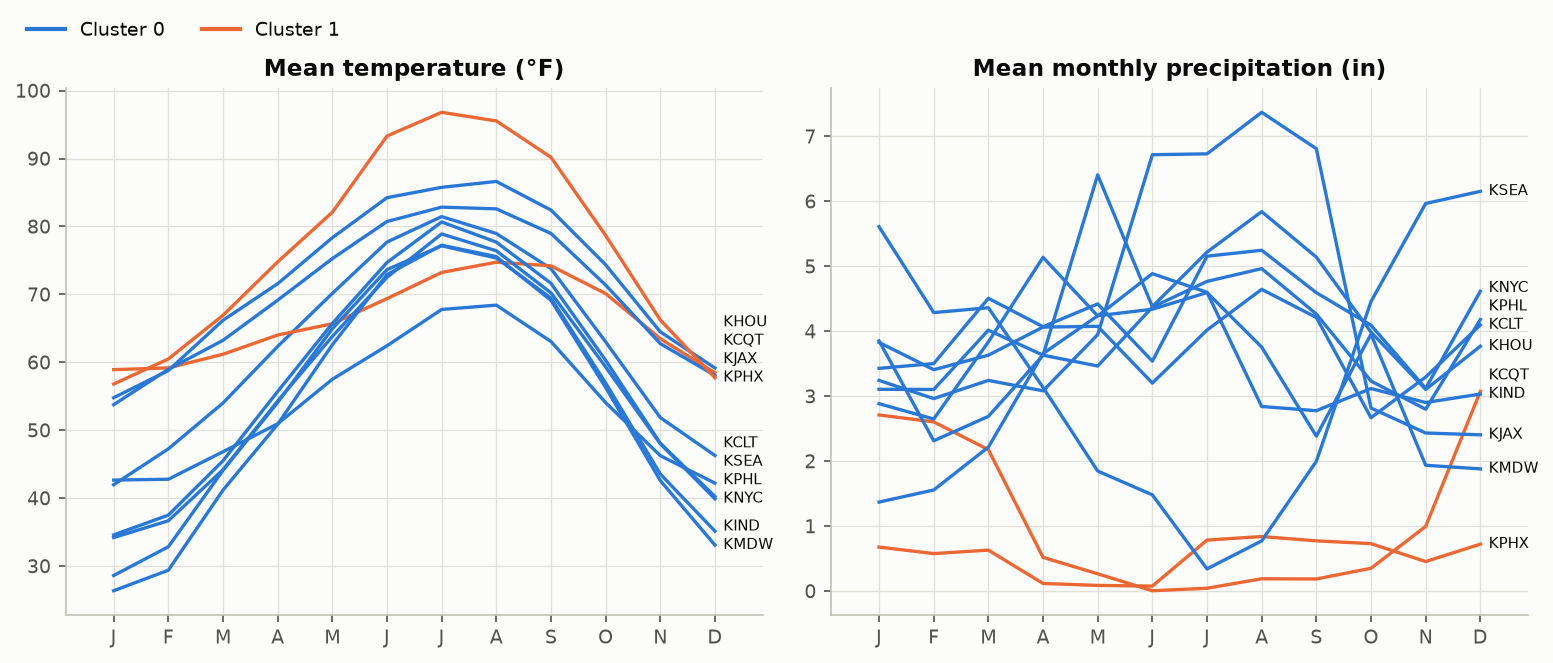 Cluster 0
Cluster 1
Mean temperature (°F)
100
90
80
70
60
50
40
30
J F M A M J J A S O N D
KHOU
KCQT
KJAX
KPHX
KCLT
KSEA
KPHL
KNYC
KIND
KMDW
Mean monthly precipitation (in)
7
6
5
4
3
2
1
0
J F M A M J J A S O N D
KSEA
KNYC
KPHL
KCLT
KHOU
KCQT
KIND
KJAX
KMDW
KPHX